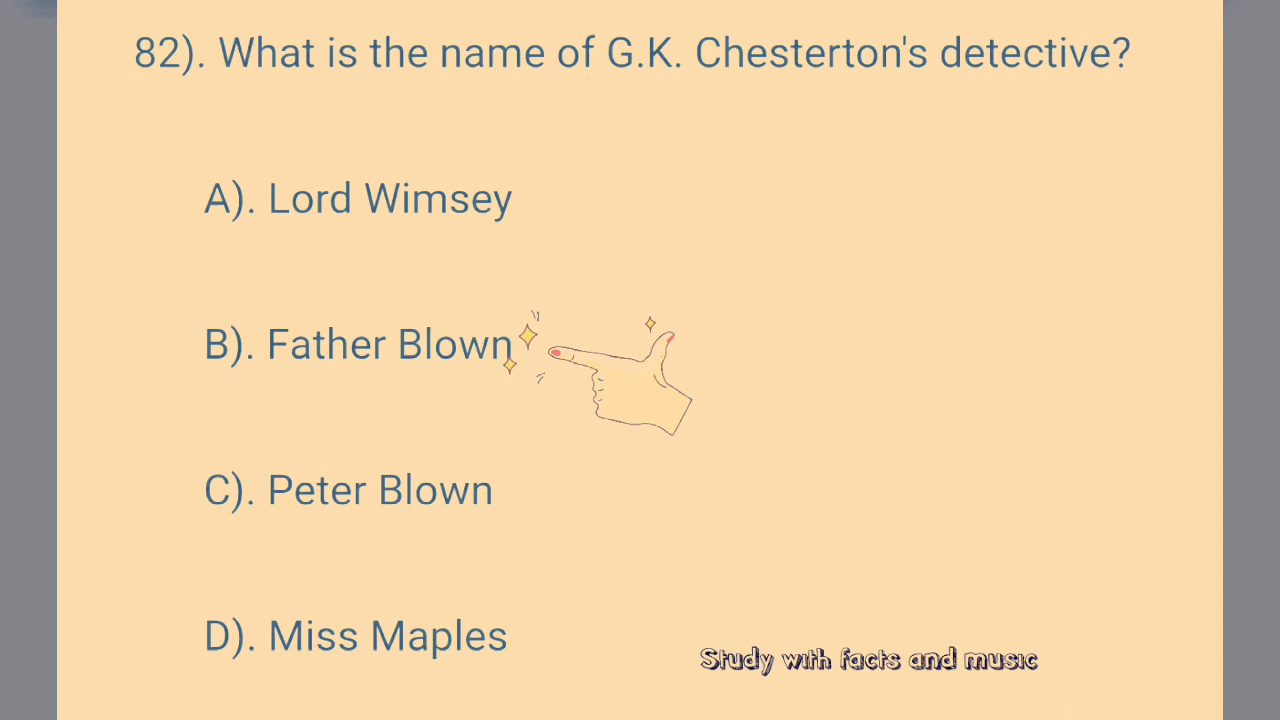 82). What is the name of G.K. Chesterton's detective?
A). Lord Wimsey
B). Father Blown
C). Peter Blown
D). Miss Maples
Study with facts and music